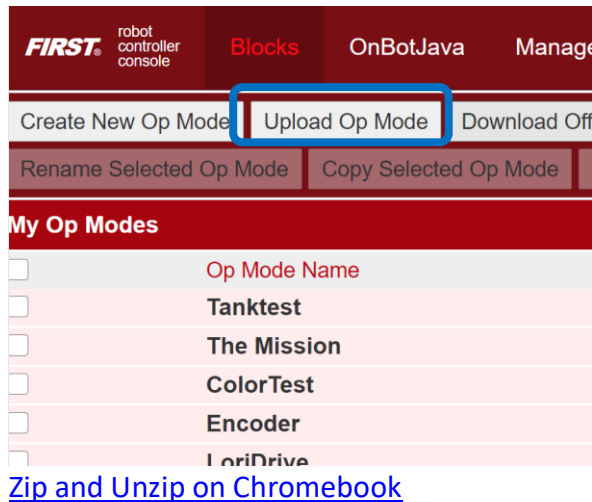 FIRST® robot controller console Blocks OnBotJava Manage
Create New Op Mode Upload Op Mode Download Off
Rename Selected Op Mode Copy Selected Op Mode
My Op Modes
Op Mode Name
Tanktest
The Mission
ColorTest
Encoder
LoriDrive
Zip and Unzip on Chromebook